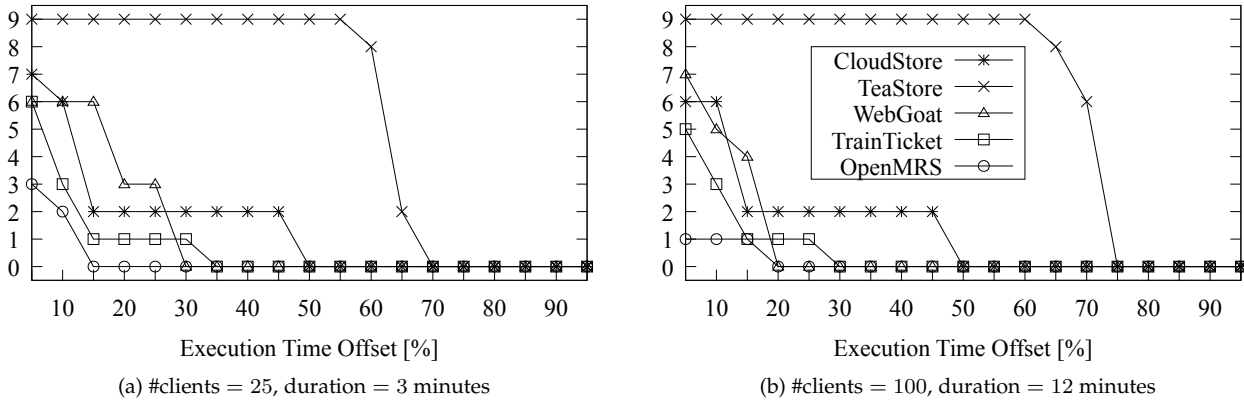 9
8
7
6
5
4
3
2
1
0
10 20 30 40 50 60 70 80 90
Execution Time Offset [%]
(a) #clients = 25, duration = 3 minutes
9
8
7
6
5
4
3
2
1
0
CloudStore
TeaStore
WebGoat
TrainTicket
OpenMRS
10 20 30 40 50 60 70 80 90
Execution Time Offset [%]
(b) #clients = 100, duration = 12 minutes